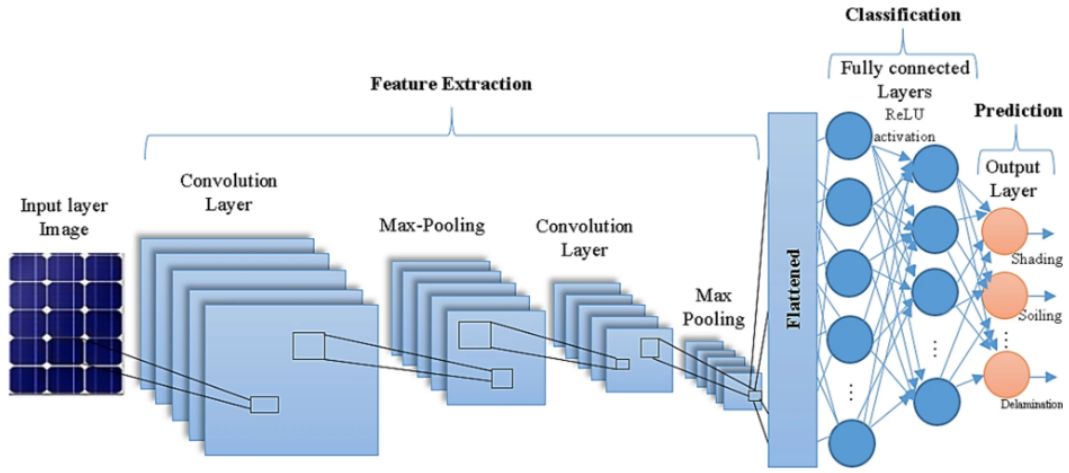 Classification
Fully connected
Layers
ReLU
activation
Feature Extraction
Prediction
Output
Layer
Convolution
Layer
Input layer
Image
Max-Pooling
Convolution
Layer
Max
Pooling
Flattened
Shading
Soiling
...
...
...
Delamination